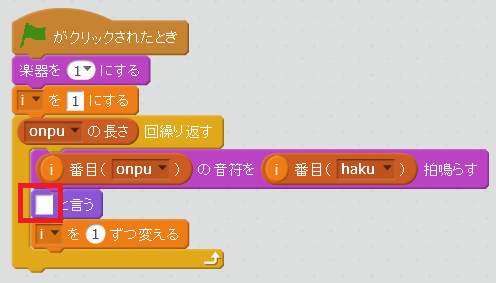 がクリックされたとき
楽器を 1 にする
i を 1 にする
onpu の長さ 回繰り返す
i 番目( onpu ) の音符を i 番目( haku ) 拍鳴らす
と言う
i を 1 ずつ変える